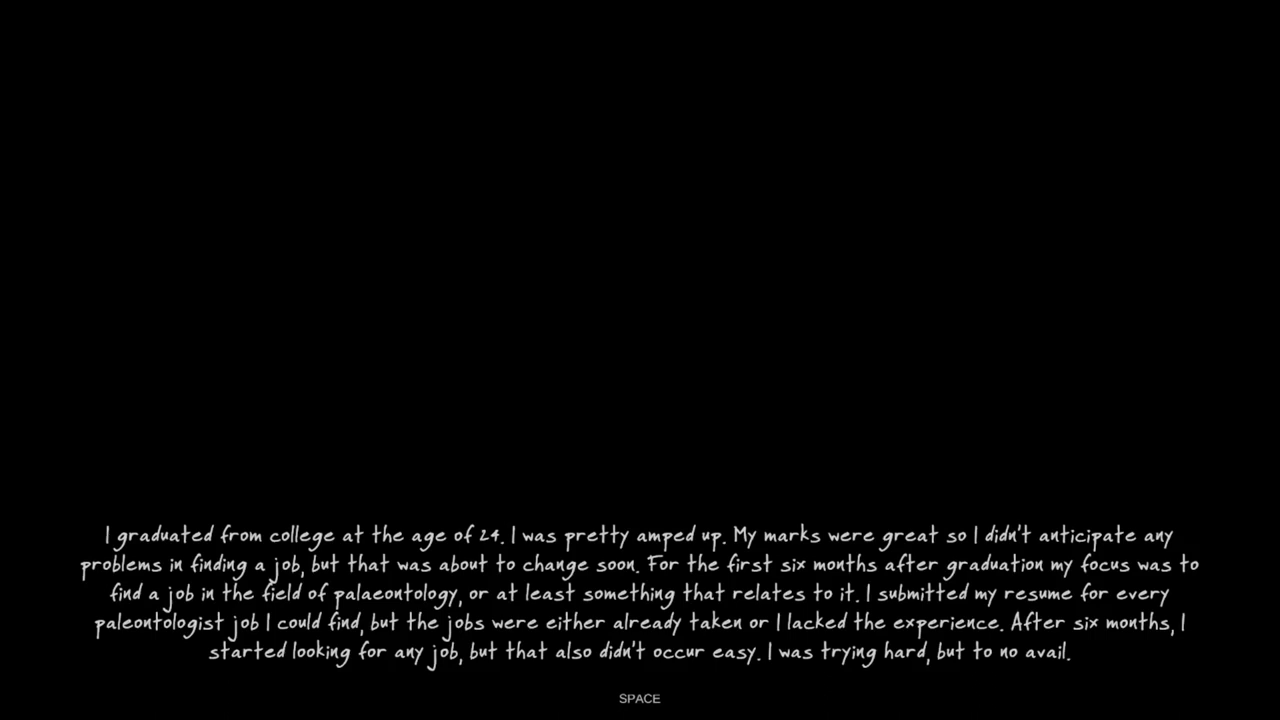 I graduated from college at the age of 24. I was pretty amped up. My marks were great so I didn't anticipate any
problems in finding a job, but that was about to change soon. For the first six months after graduation my focus was to
find a job in the field of palaeontology, or at least something that relates to it. I submitted my resume for every
paleontologist job I could find, but the jobs were either already taken or I lacked the experience. After six months, I
started looking for any job, but that also didn't occur easy. I was trying hard, but to no avail.
SPACE